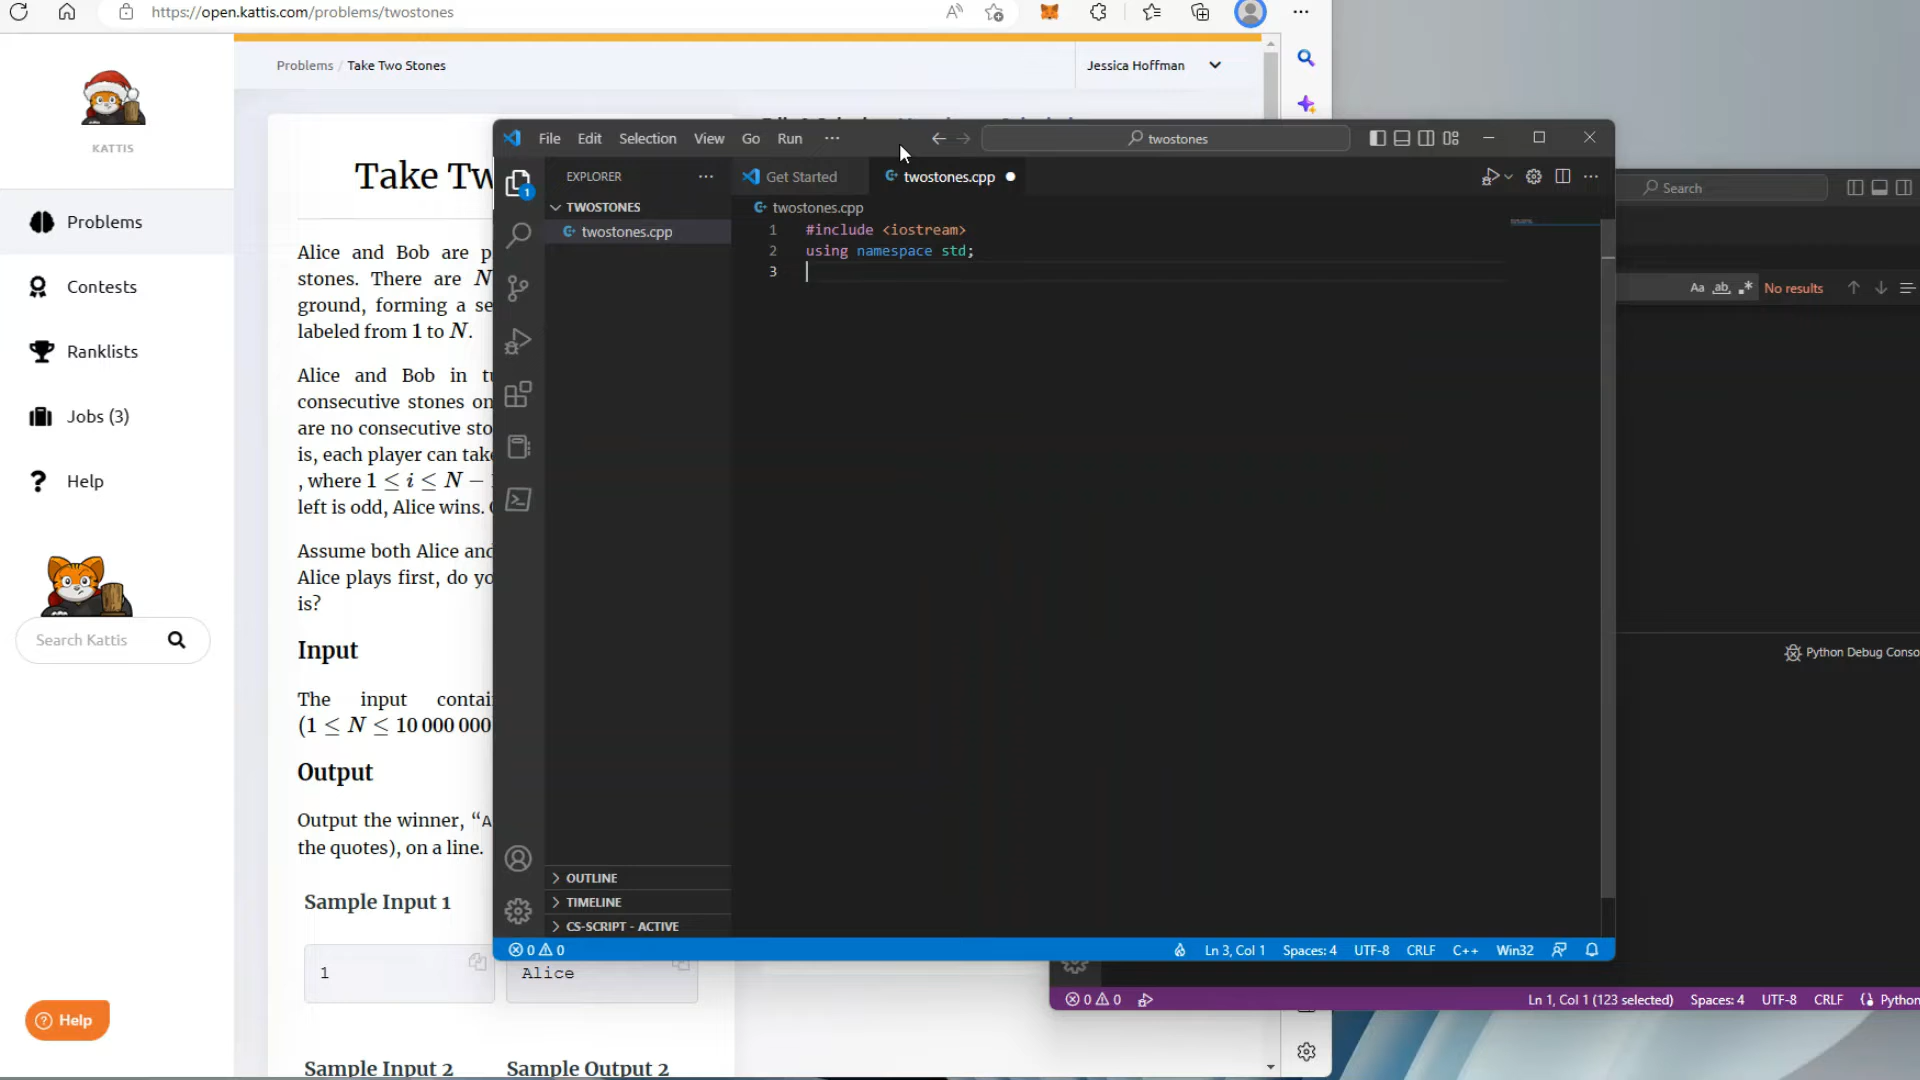 https://open.kattis.com/problems/twostones
KATTIS
Problems
Contests
Ranklists
Jobs (3)
Help
Search Kattis
Help
Problems / Take Two Stones
Jessica Hoffman
Take Tw
Alice and Bob are p
stones. There are N
ground, forming a se
labeled from 1 to N.
Alice and Bob in tu
consecutive stones on
are no consecutive sto
is, each player can take
, where 1 ≤ i ≤ N −
left is odd, Alice wins.
Assume both Alice and
Alice plays first, do yo
is?
Input
The input contai
(1 ≤ N ≤ 10 000 000
Output
Output the winner, “A
the quotes), on a line.
Sample Input 1
1
Alice
Sample Input 2
Sample Output 2
File Edit Selection View Go Run ···
twostones
EXPLORER
TWOSTONES
twostones.cpp
OUTLINE
TIMELINE
CS-SCRIPT - ACTIVE
1
Get Started
twostones.cpp
twostones.cpp
1 #include <iostream>
2 using namespace std;
3
0 0
Ln 3, Col 1 Spaces: 4 UTF-8 CRLF C++ Win32
Search
Aa ab .* No results
Python Debug Conso
0 0
Ln 1, Col 1 (123 selected) Spaces: 4 UTF-8 CRLF Python